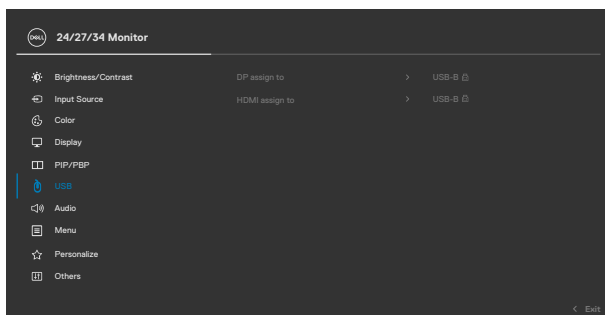 DELL 24/27/34 Monitor
Brightness/Contrast DP assign to > USB-B
Input Source HDMI assign to > USB-B
Color
Display
PIP/PBP
USB
Audio
Menu
Personalize
Others
< Exit